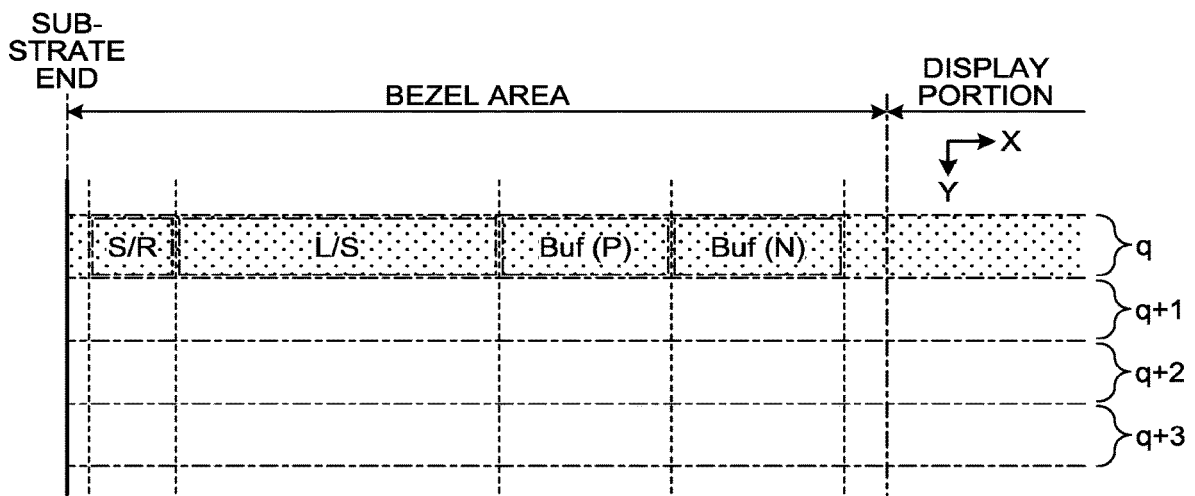 SUB-
STRATE
END
BEZEL AREA
DISPLAY
PORTION
X
Y
S/R
L/S
Buf (P)
Buf (N)
q
q+1
q+2
q+3